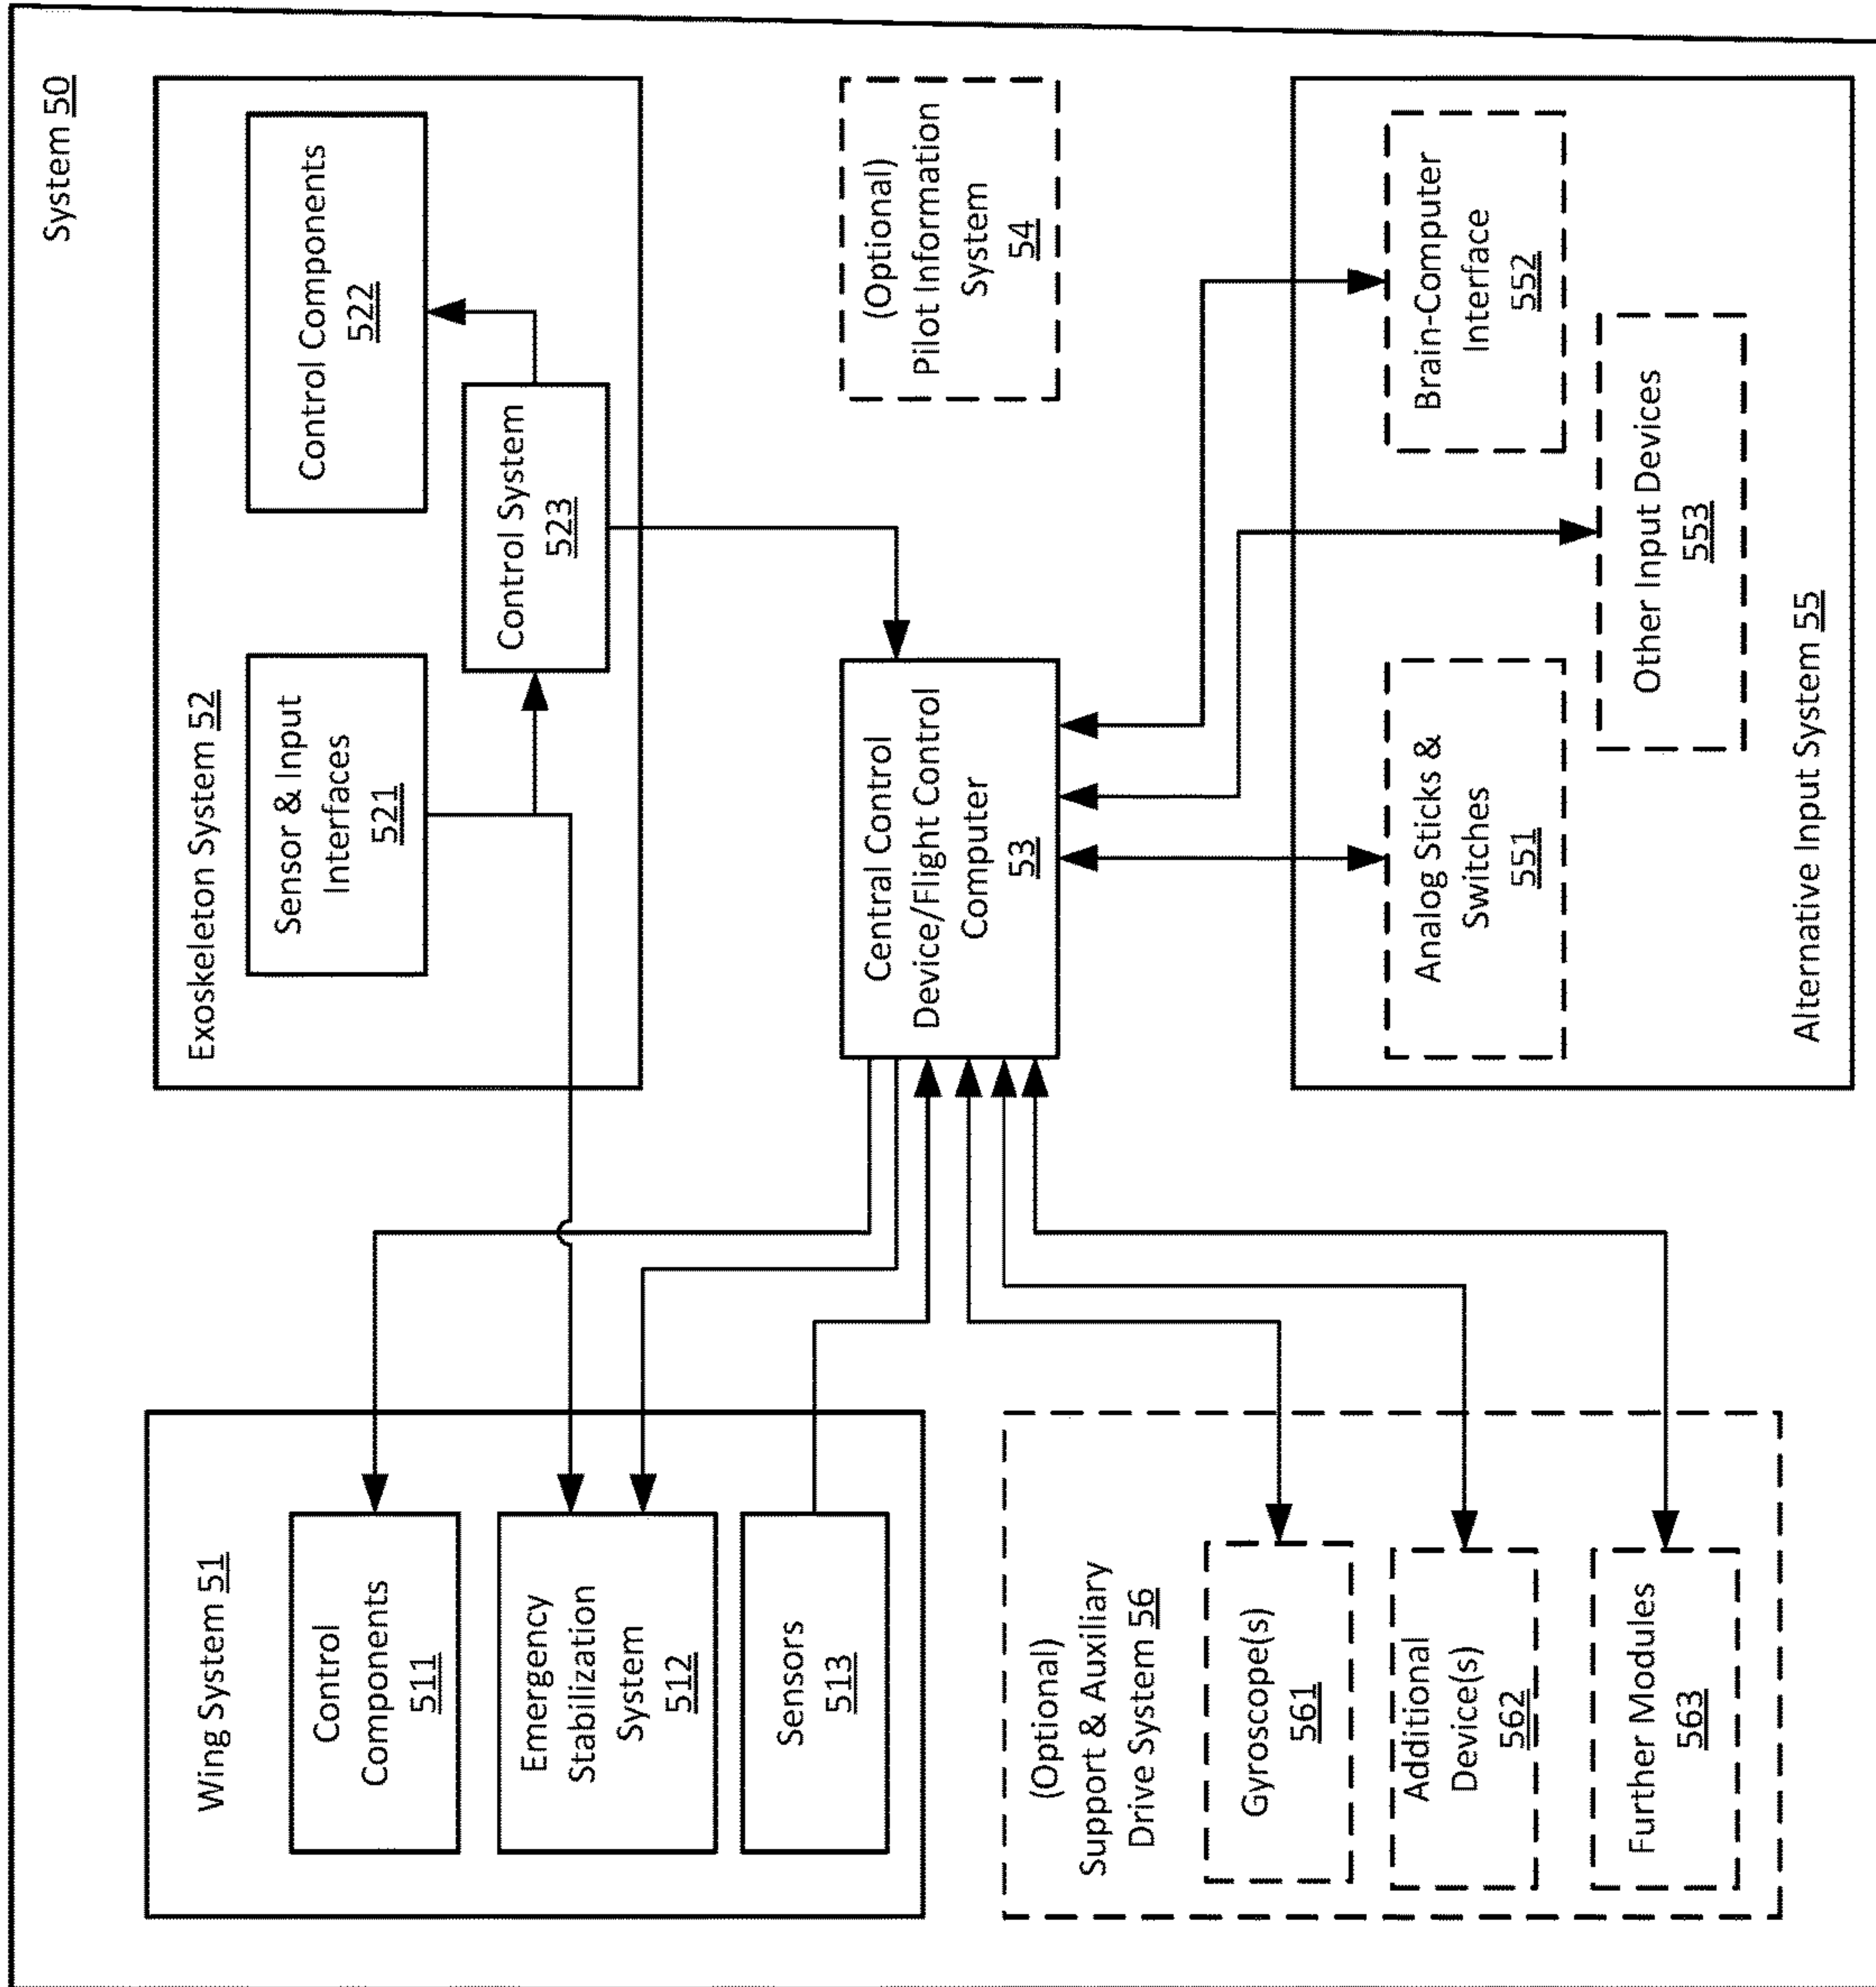 System 50
Wing System 51
Control
Components
511
Emergency
Stabilization
System
512
Sensors
513
Exoskeleton System 52
Sensor & Input
Interfaces
521
Control Components
522
Control System
523
Central Control
Device/Flight Control
Computer
53
(Optional)
Pilot Information
System
54
(Optional)
Support & Auxiliary
Drive System 56
Gyroscope(s)
561
Additional
Device(s)
562
Further Modules
563
Analog Sticks &
Switches
551
Brain-Computer
Interface
552
Other Input Devices
553
Alternative Input System 55